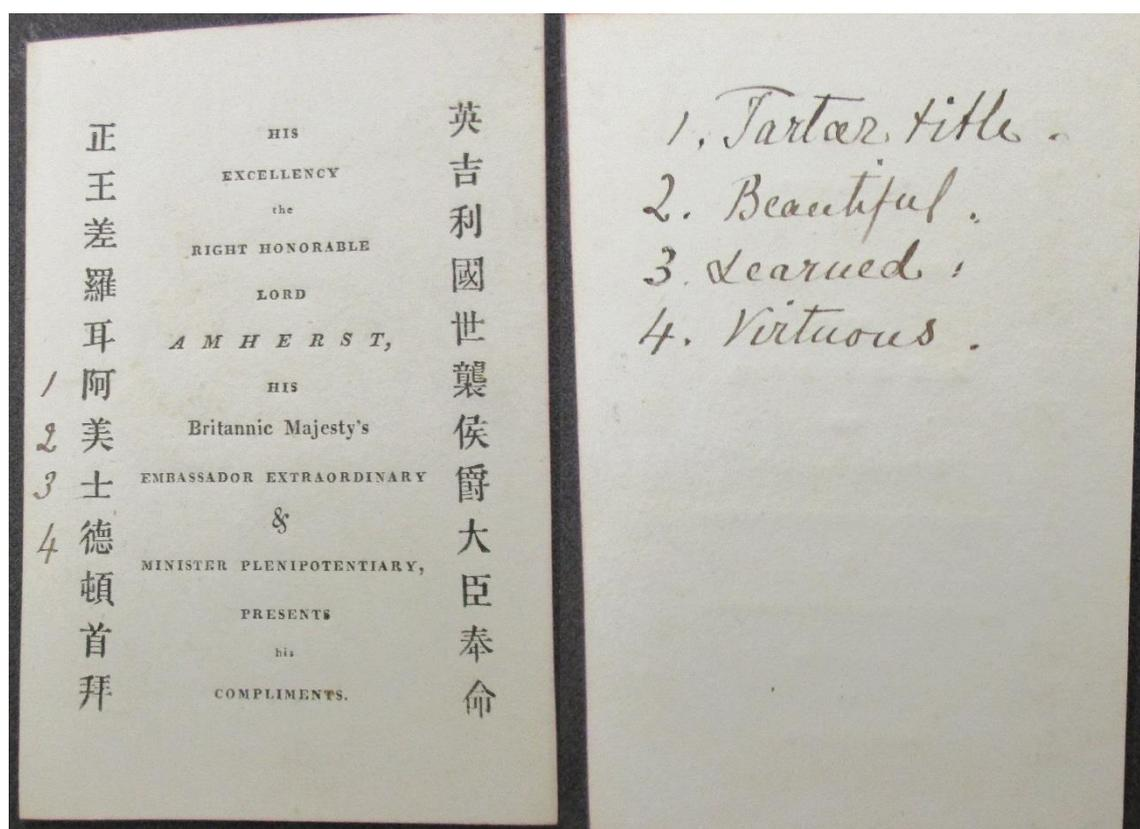 英吉利國世襲侯爵大臣奉命
正王差羅耳阿美士德頓首拜
HIS
EXCELLENCY
the
RIGHT HONORABLE
LORD
AMHERST,
HIS
Britannic Majesty's
EMBASSADOR EXTRAORDINARY
&
MINISTER PLENIPOTENTIARY,
PRESENTS
his
COMPLIMENTS.
1
2
3
4
1. Tartar title.
2. Beautiful.
3. Learned.
4. Virtuous.